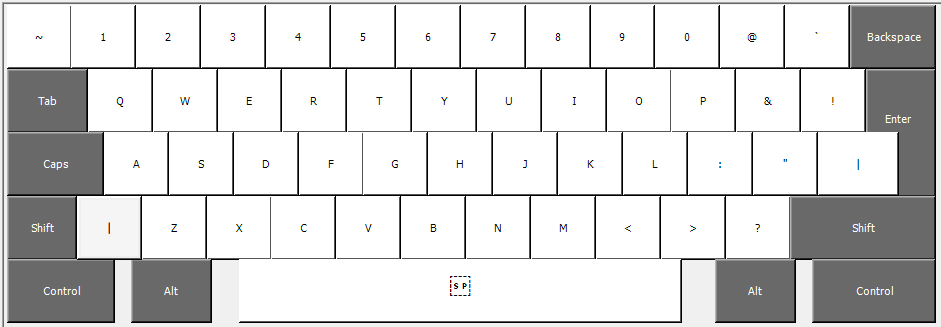 ~ 1 2 3 4 5 6 7 8 9 0 @ ` Backspace
Tab Q W E R T Y U I O P & ! Enter
Caps A S D F G H J K L : " |
Shift | Z X C V B N M < > ? Shift
Control Alt SP Alt Control